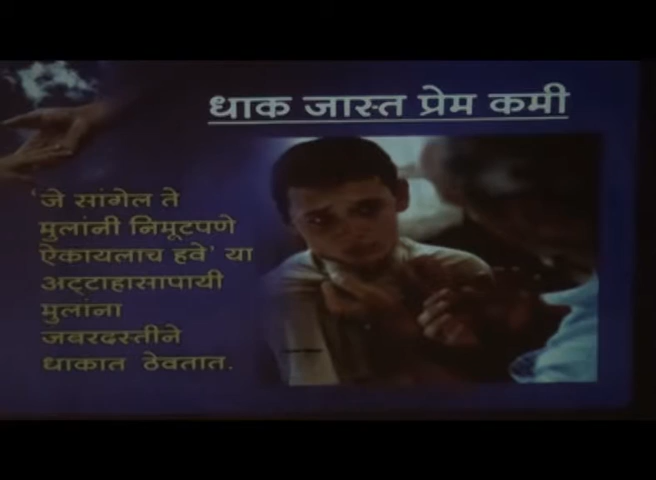 धाक जास्त प्रेम कमी
'जे सांगेल ते
मुलांनी निमूटपणे
ऐकायलाच हवे' या
अट्टाहासापायी
मुलांना
जबरदस्तीने
धाकात ठेवतात.